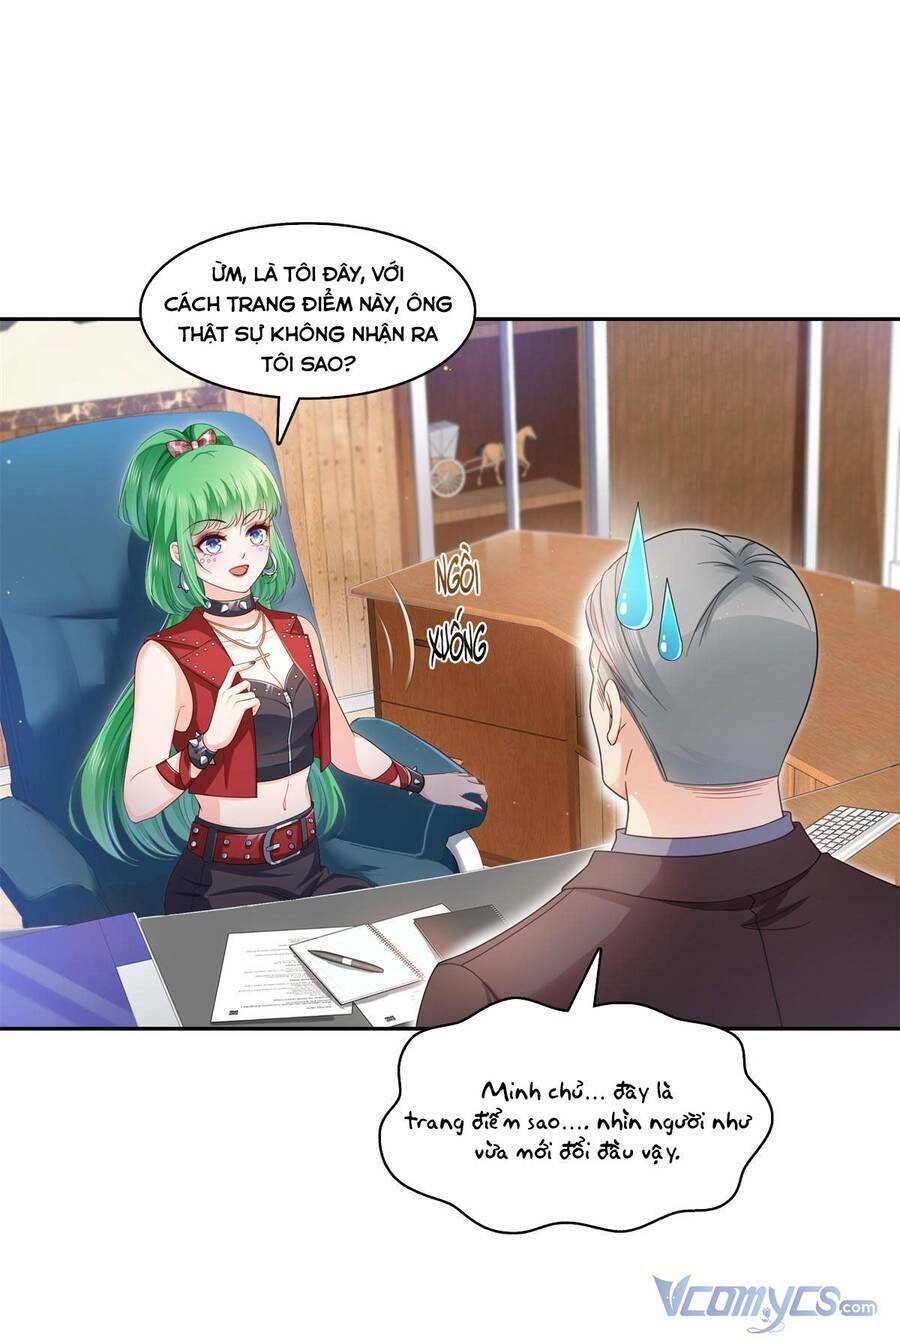 ỪM, LÀ TÔI ĐÂY, VỚI
CÁCH TRANG ĐIỂM NÀY, ÔNG
THẬT SỰ KHÔNG NHẬN RA
TÔI SAO?
NGỒI
XUỐNG
Minh chủ... đây là
trang điểm sao...., nhìn người như
vừa mới đổi đầu vậy.
VCOMYCS.com